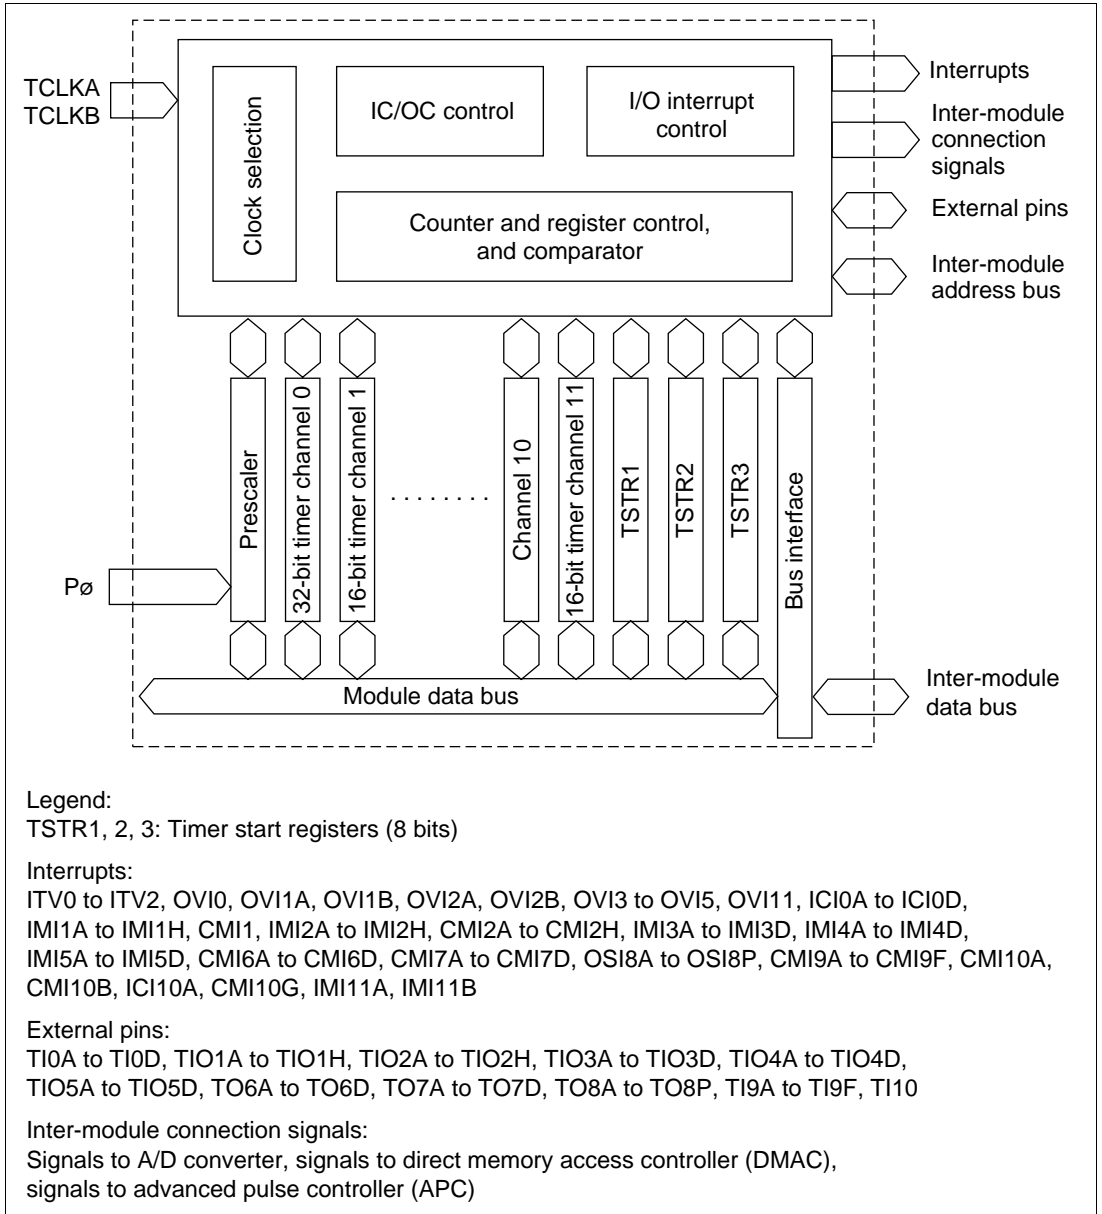 TCLKA
TCLKB
Clock selection
IC/OC control
I/O interrupt
control
Counter and register control,
and comparator
Interrupts
Inter-module
connection
signals
External pins
Inter-module
address bus
Prescaler
32-bit timer channel 0
16-bit timer channel 1
. . . . . . . .
Channel 10
16-bit timer channel 11
TSTR1
TSTR2
TSTR3
Bus interface
Pø
Module data bus
Inter-module
data bus
Legend:
TSTR1, 2, 3: Timer start registers (8 bits)
Interrupts:
ITV0 to ITV2, OVI0, OVI1A, OVI1B, OVI2A, OVI2B, OVI3 to OVI5, OVI11, ICI0A to ICI0D,
IMI1A to IMI1H, CMI1, IMI2A to IMI2H, CMI2A to CMI2H, IMI3A to IMI3D, IMI4A to IMI4D,
IMI5A to IMI5D, CMI6A to CMI6D, CMI7A to CMI7D, OSI8A to OSI8P, CMI9A to CMI9F, CMI10A,
CMI10B, ICI10A, CMI10G, IMI11A, IMI11B
External pins:
TI0A to TI0D, TIO1A to TIO1H, TIO2A to TIO2H, TIO3A to TIO3D, TIO4A to TIO4D,
TIO5A to TIO5D, TO6A to TO6D, TO7A to TO7D, TO8A to TO8P, TI9A to TI9F, TI10
Inter-module connection signals:
Signals to A/D converter, signals to direct memory access controller (DMAC),
signals to advanced pulse controller (APC)